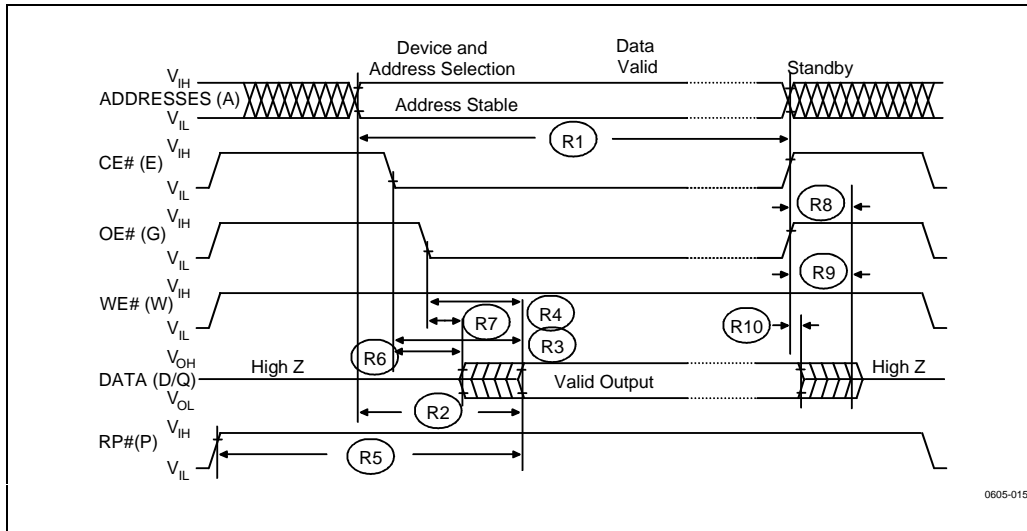 Device and
Address Selection
Data
Valid
Standby
V_IH
ADDRESSES (A)
V_IL
Address Stable
R1
V_IH
CE# (E)
V_IL
R8
V_IH
OE# (G)
V_IL
R9
V_IH
WE# (W)
V_IL
R4
R7
R10
R3
R6
V_OH
DATA (D/Q)
V_OL
High Z
Valid Output
High Z
R2
V_IH
RP#(P)
V_IL
R5
0605-015